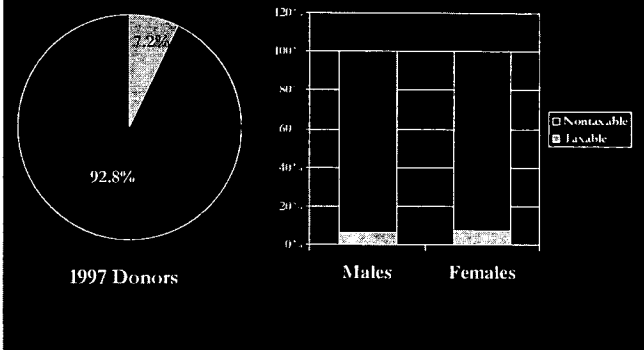 7.2%
92.8%
1997 Donors
120%
100%
80%
60%
40%
20%
0%
Males
Females
Nontaxable
Taxable